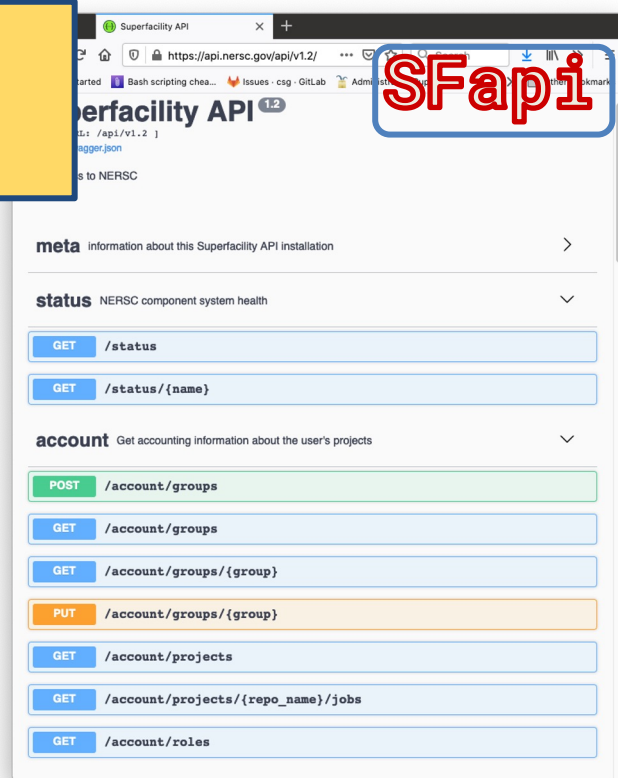 Superfacility API
https://api.nersc.gov/api/v1.2/
Search
Bash scripting chea...
Issues · csg · GitLab
SFapi
erfacility API 1.2
/api/v1.2 ]
agger.json
s to NERSC
meta information about this Superfacility API installation
status NERSC component system health
GET /status
GET /status/{name}
account Get accounting information about the user's projects
POST /account/groups
GET /account/groups
GET /account/groups/{group}
PUT /account/groups/{group}
GET /account/projects
GET /account/projects/{repo_name}/jobs
GET /account/roles